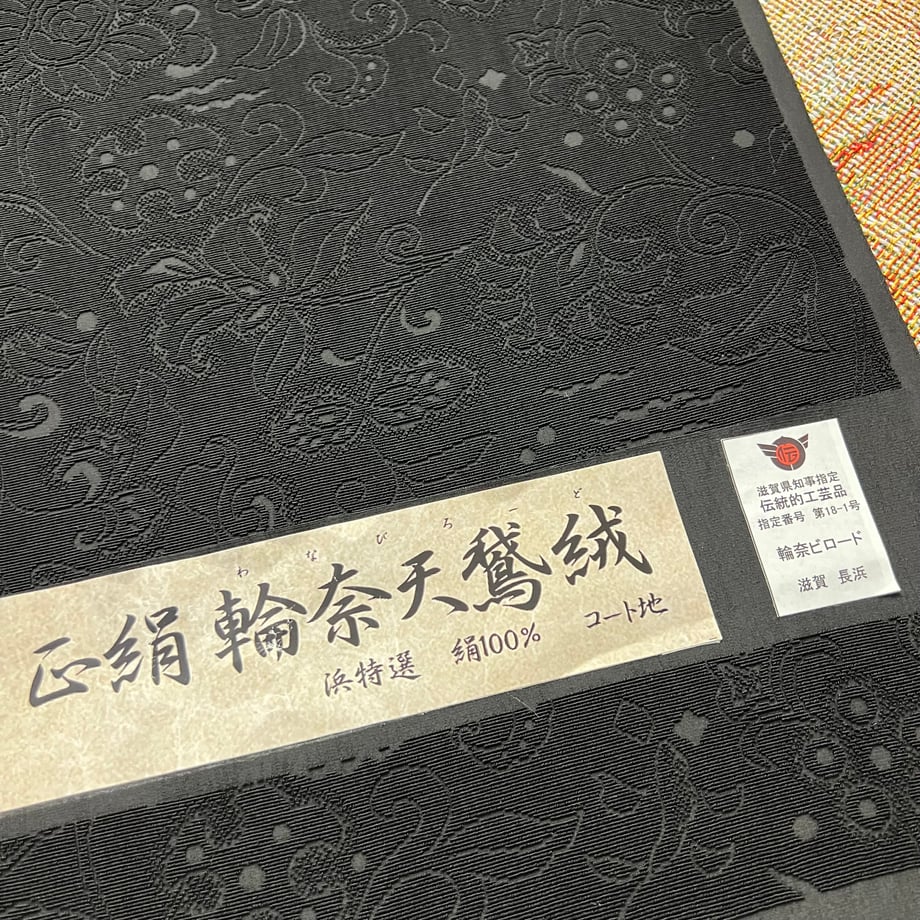 わなびろーど
正絹 輪奈天鵞絨
浜特選 絹100% コート地
伝
滋賀県知事指定
伝統的工芸品
指定番号 第18-1号
輪奈ビロード
滋賀 長浜